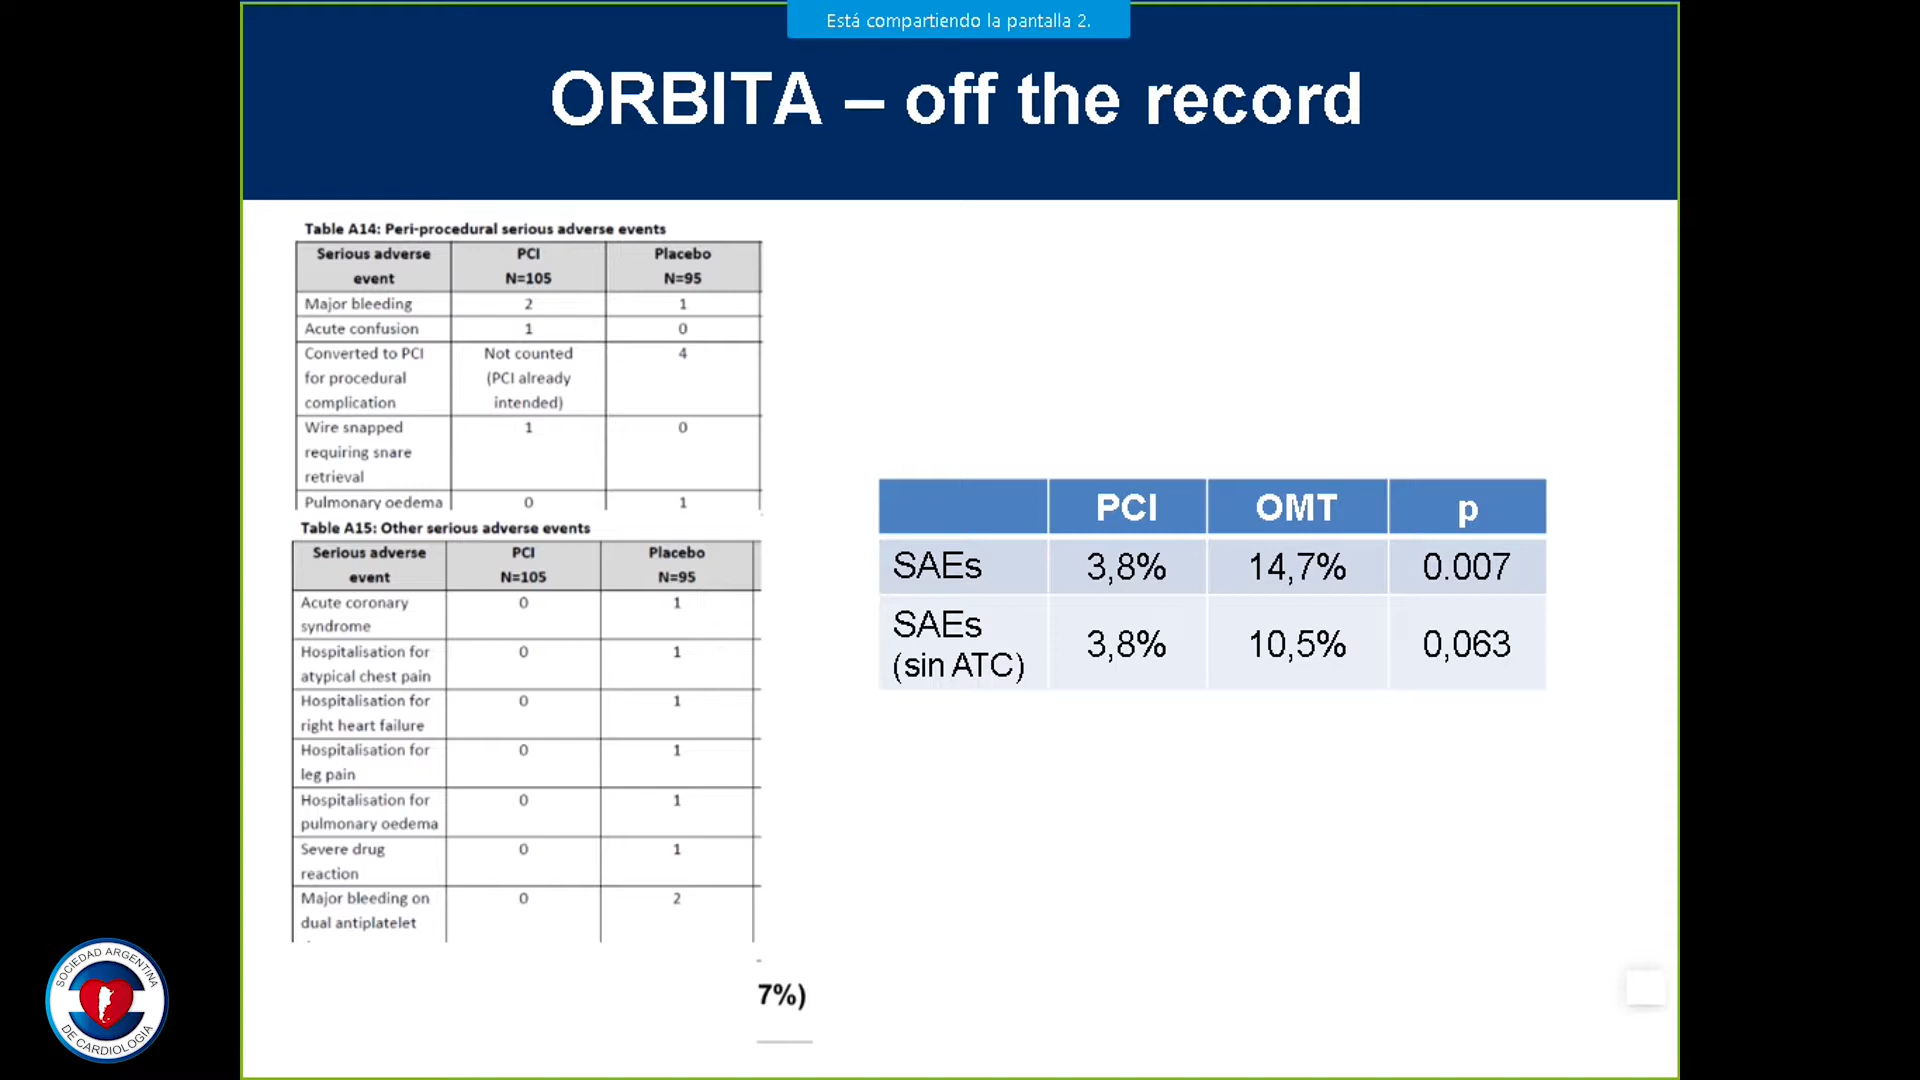 Está compartiendo la pantalla 2.
ORBITA – off the record
Table A14: Peri-procedural serious adverse events
Serious adverse event PCI N=105 Placebo N=95
Major bleeding 2 1
Acute confusion 1 0
Converted to PCI for procedural complication Not counted (PCI already intended) 4
Wire snapped requiring snare retrieval 1 0
Pulmonary oedema 0 1
Table A15: Other serious adverse events
Serious adverse event PCI N=105 Placebo N=95
Acute coronary syndrome 0 1
Hospitalisation for atypical chest pain 0 1
Hospitalisation for right heart failure 0 1
Hospitalisation for leg pain 0 1
Hospitalisation for pulmonary oedema 0 1
Severe drug reaction 0 1
Major bleeding on dual antiplatelet 0 2
7%)
PCI OMT p
SAEs 3,8% 14,7% 0.007
SAEs (sin ATC) 3,8% 10,5% 0,063
SOCIEDAD ARGENTINA
DE CARDIOLOGIA